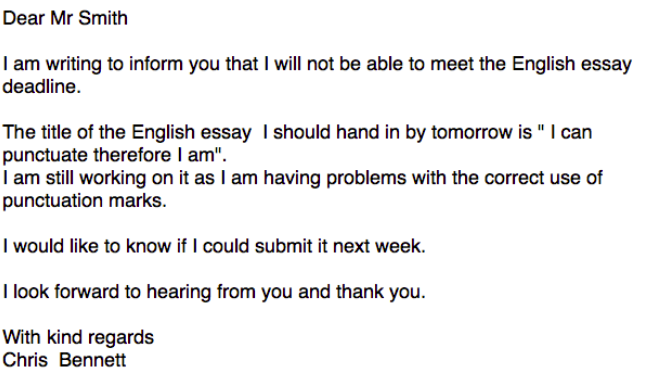 Dear Mr Smith
I am writing to inform you that I will not be able to meet the English essay
deadline.
The title of the English essay  I should hand in by tomorrow is " I can
punctuate therefore I am".
I am still working on it as I am having problems with the correct use of
punctuation marks.
I would like to know if I could submit it next week.
I look forward to hearing from you and thank you.
With kind regards
Chris  Bennett